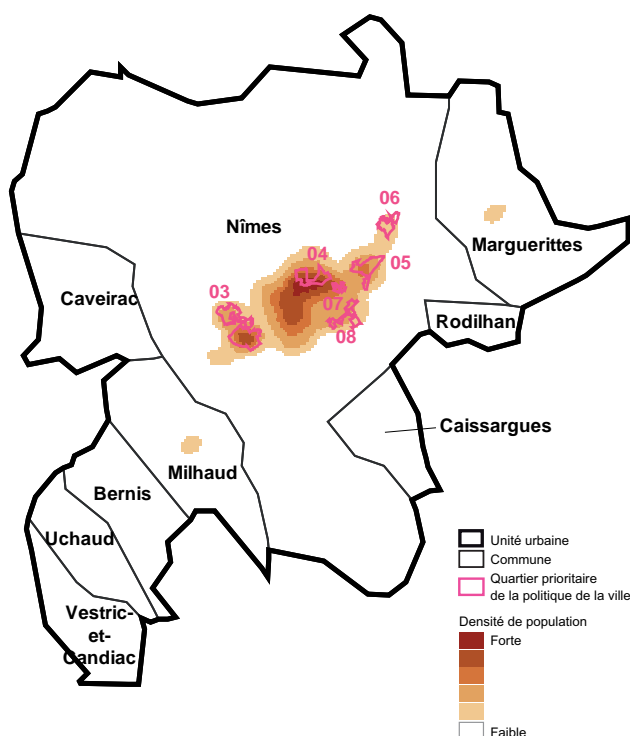 06
Nîmes
Marguerittes
04
05
Caveirac
03
07
Rodilhan
08
Caissargues
Milhaud
Bernis
Uchaud
Vestric-
et-
Candiac
Unité urbaine
Commune
Quartier prioritaire
de la politique de la ville
Densité de population
Forte
Faible